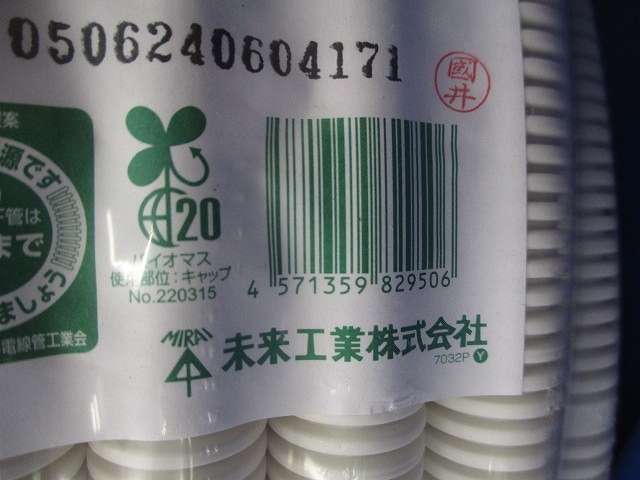 0506240604171
國井
案
源です
管は
まで
ましょう
電線管工業会
20
バイオマス
使用部位:キャップ
No.220315
4 571359 829506
MIRAI
未来工業株式会社
7032P Y